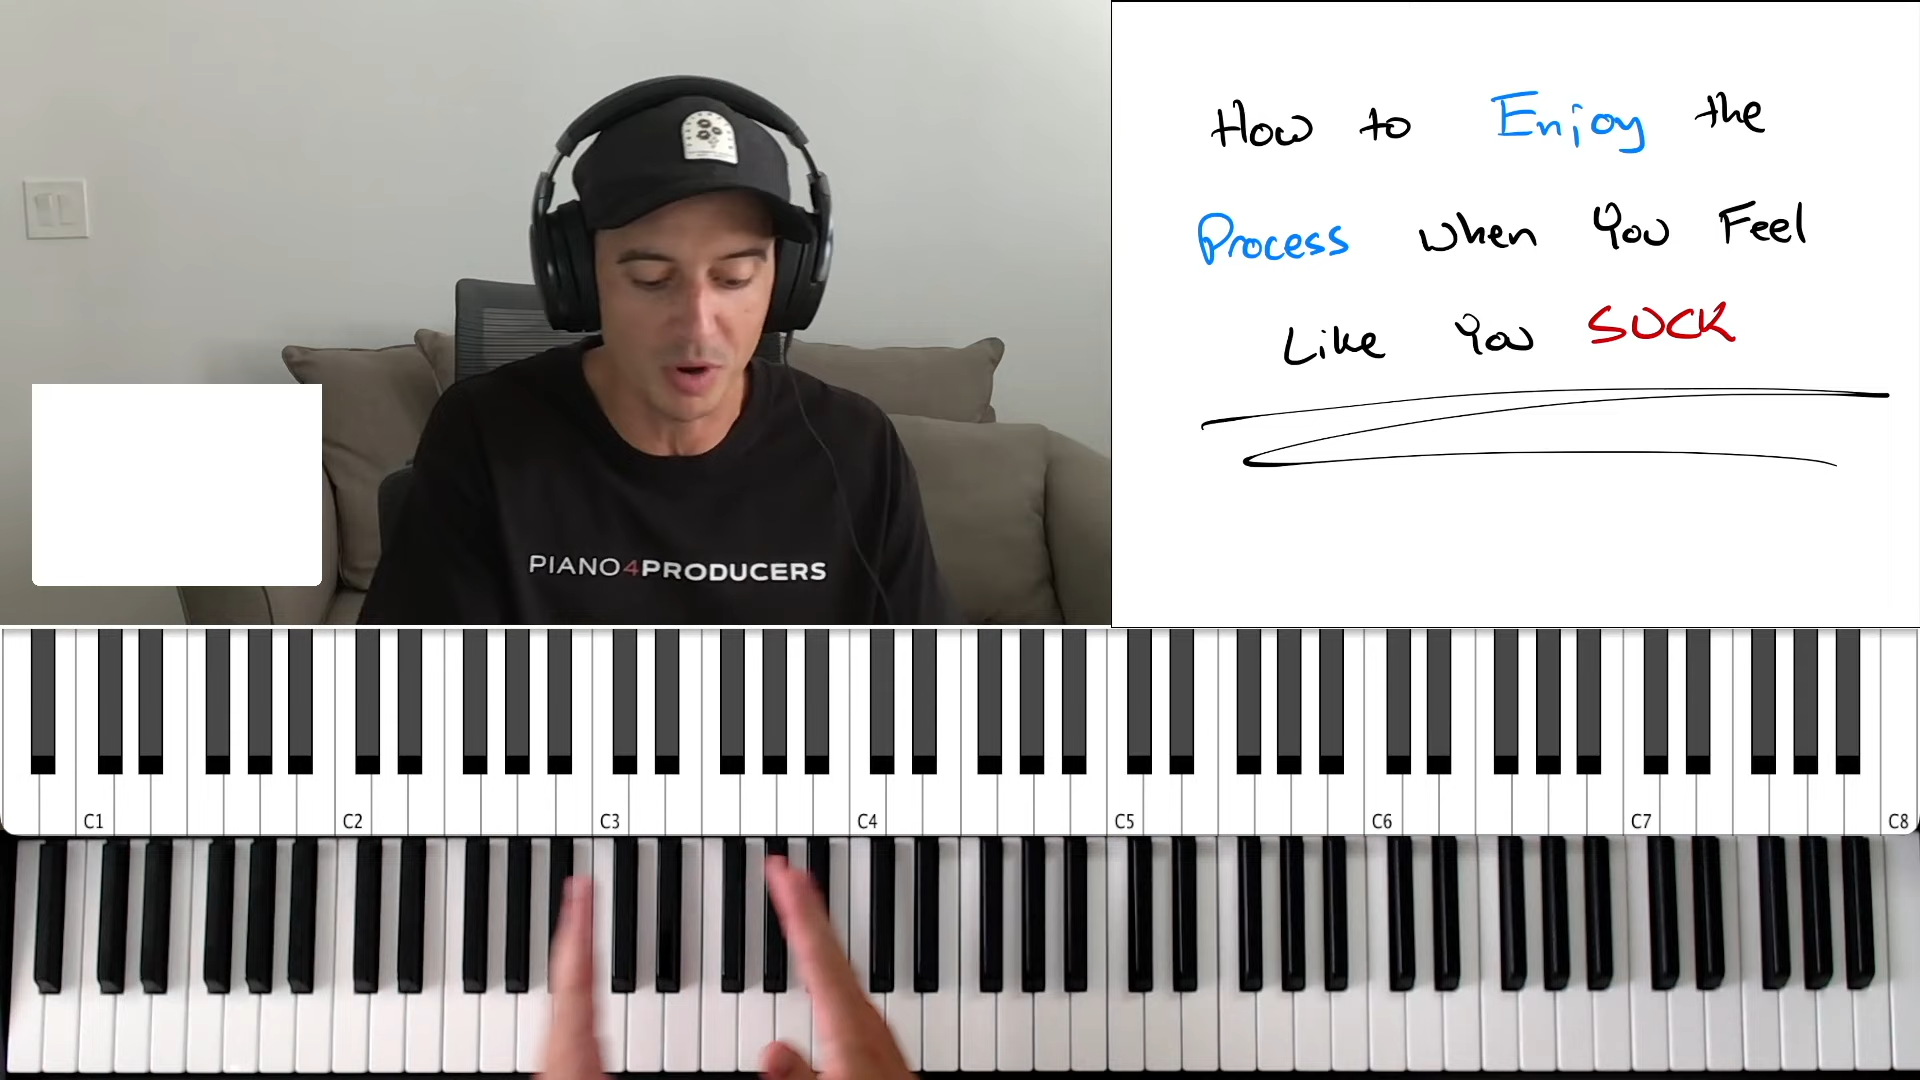 How to Enjoy the
Process when You Feel
Like You SUCK
PIANO4PRODUCERS
C1 C2 C3 C4 C5 C6 C7 C8